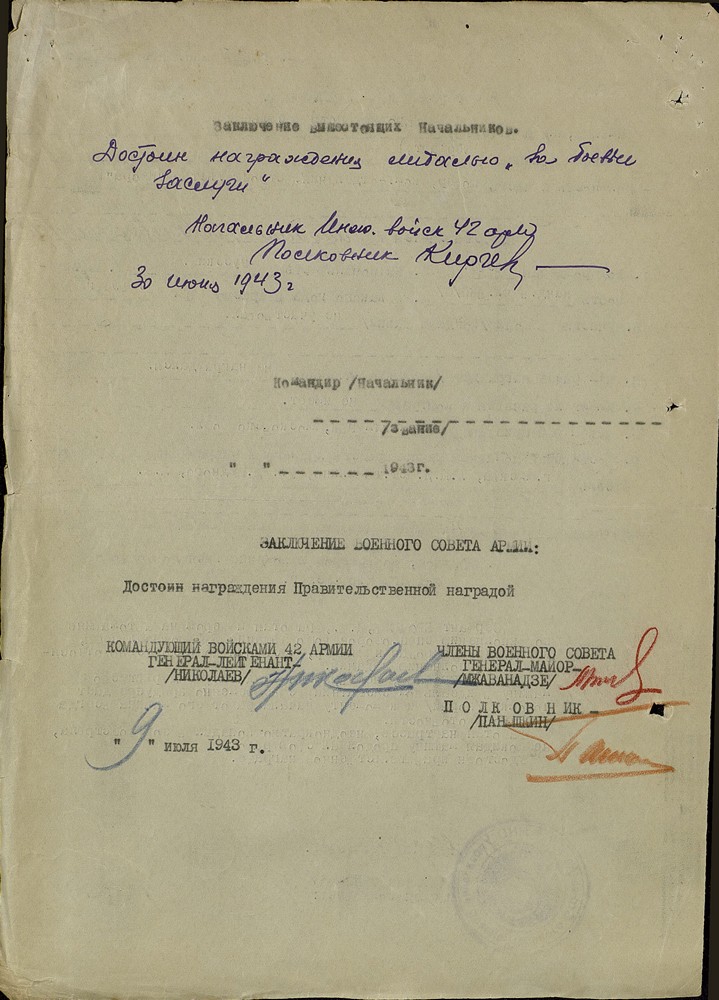 Заключение вышестоящих Начальников.
Достоин награждения медалью „За боевые
заслуги"
Начальник Инж. войск 42 арм
Полковник
30 июня 1943 г
Командир /Начальник/
/звание/
" " _ _ _ _ _ _ 1943г.
ЗАКЛЮЧЕНИЕ ВОЕННОГО СОВЕТА АРМИИ:
Достоин награждения Правительственной наградой
КОМАНДУЮЩИЙ ВОЙСКАМИ 42 АРМИИ
ГЕНЕРАЛ-ЛЕЙТЕНАНТ-
/НИКОЛАЕВ/
"9" июля 1943 г.
ЧЛЕНЫ ВОЕННОГО СОВЕТА
ГЕНЕРАЛ-МАЙОР-
/МЖАВАНАДЗЕ/
ПОЛКОВНИК -
/ПАНЮШКИН/